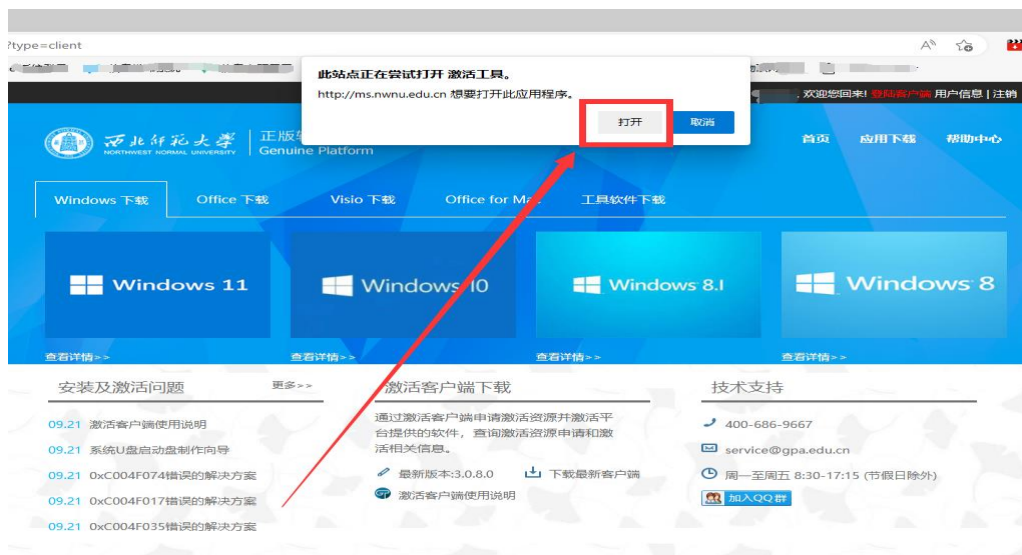 ?type=client
此站点正在尝试打开 激活工具。
http://ms.nwnu.edu.cn 想要打开此应用程序。
打开 取消
, 欢迎您回来! 登陆客户端 用户信息 | 注销
西北师范大学 正版
NORTHWEST NORMAL UNIVERSITY Genuine Platform
首页 应用下载 帮助中心
Windows 下载 Office 下载 Visio 下载 Office for Mac 工具软件下载
Windows 11 Windows 10 Windows 8.1 Windows 8
查看详情>> 查看详情>> 查看详情>> 查看详情>>
安装及激活问题 更多>>
09.21 激活客户端使用说明
09.21 系统U盘启动盘制作向导
09.21 0xC004F074错误的解决方案
09.21 0xC004F017错误的解决方案
09.21 0xC004F035错误的解决方案
激活客户端下载
通过激活客户端申请激活资源并激活平
台提供的软件，查询激活资源申请和激
活相关信息。
最新版本:3.0.8.0 下载最新客户端
激活客户端使用说明
技术支持
400-686-9667
service@gpa.edu.cn
周一至周五 8:30-17:15 (节假日除外)
加入QQ群